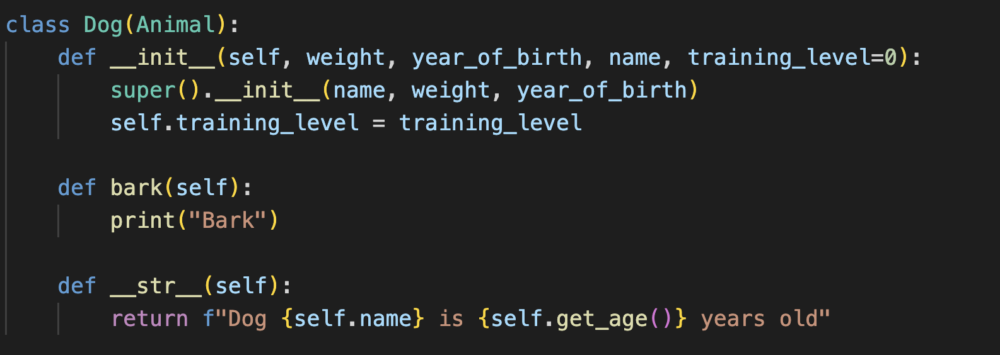 class Dog(Animal):
    def __init__(self, weight, year_of_birth, name, training_level=0):
        super().__init__(name, weight, year_of_birth)
        self.training_level = training_level

    def bark(self):
        print("Bark")

    def __str__(self):
        return f"Dog {self.name} is {self.get_age()} years old"